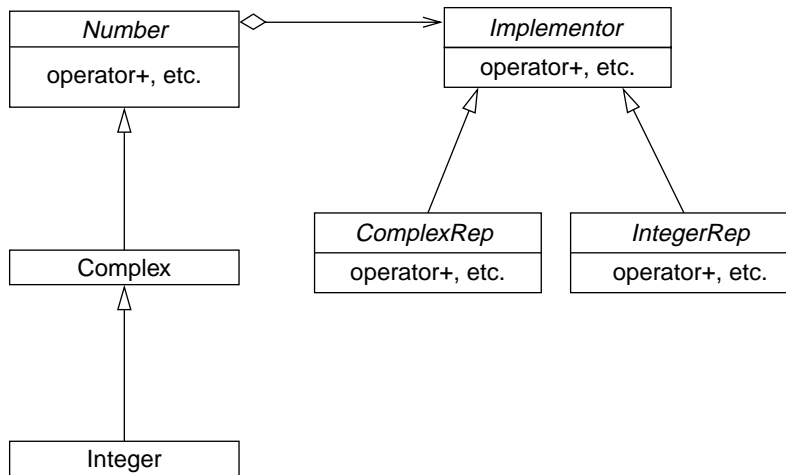 Number
operator+, etc.
Implementor
operator+, etc.
ComplexRep
operator+, etc.
IntegerRep
operator+, etc.
Complex
Integer